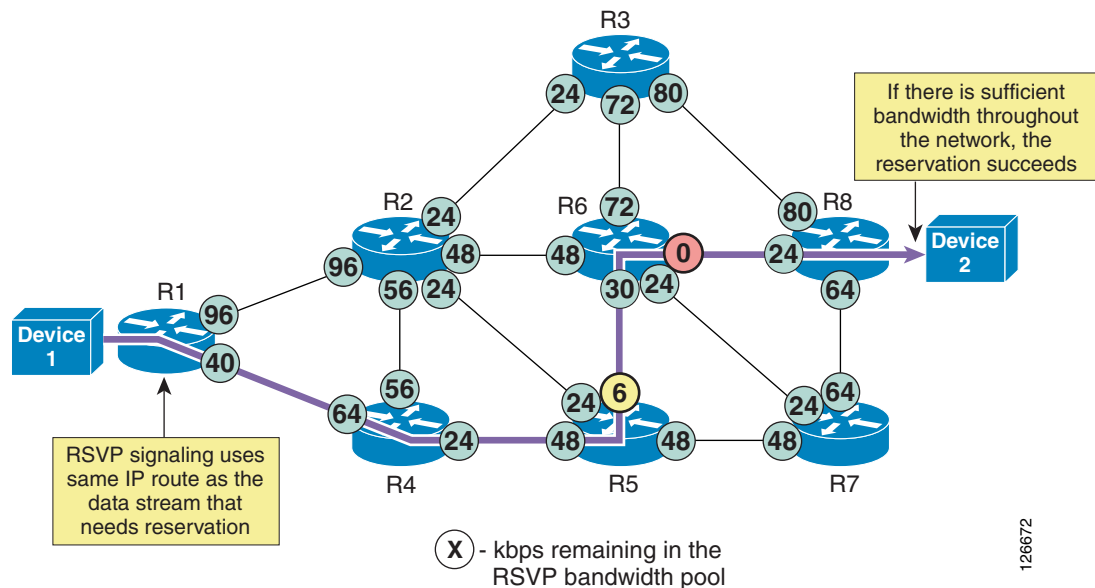 R3
24
72
80
If there is sufficient
bandwidth throughout
the network, the
reservation succeeds
R2
24
R6
72
R8
80
96
48
48
0
24
Device
2
56
24
30
24
64
R1
96
Device
1
40
56
6
64
24
24
48
48
24
64
48
RSVP signaling uses
same IP route as the
data stream that
needs reservation
R4
R5
R7
X - kbps remaining in the
RSVP bandwidth pool
126672